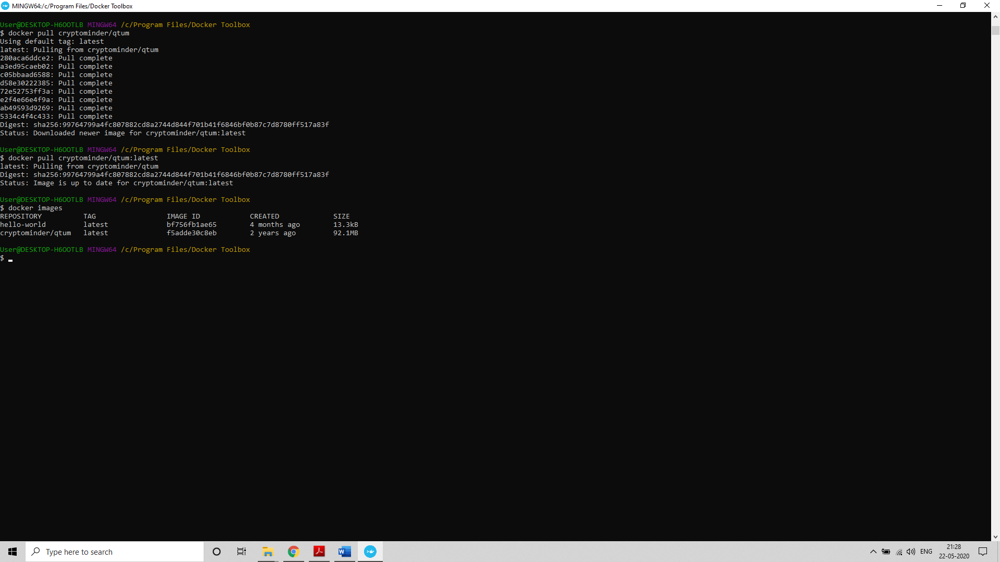 MINGW64:/c/Program Files/Docker Toolbox
User@DESKTOP-H6OOTLB MINGW64 /c/Program Files/Docker Toolbox
$ docker pull cryptominder/qtum
Using default tag: latest
latest: Pulling from cryptominder/qtum
280aca6ddce2: Pull complete
a3ed95caeb02: Pull complete
c05bbaad6588: Pull complete
d58e30222385: Pull complete
72e52753ff3a: Pull complete
e2f4e66e4f9a: Pull complete
ab49593d9269: Pull complete
5334c4f4c433: Pull complete
Digest: sha256:99764799a4fc807882cd8a2744d844f701b41f6846bf0b87c7d8780ff517a83f
Status: Downloaded newer image for cryptominder/qtum:latest
User@DESKTOP-H6OOTLB MINGW64 /c/Program Files/Docker Toolbox
$ docker pull cryptominder/qtum:latest
latest: Pulling from cryptominder/qtum
Digest: sha256:99764799a4fc807882cd8a2744d844f701b41f6846bf0b87c7d8780ff517a83f
Status: Image is up to date for cryptominder/qtum:latest
User@DESKTOP-H6OOTLB MINGW64 /c/Program Files/Docker Toolbox
$ docker images
REPOSITORY TAG IMAGE ID CREATED SIZE
hello-world latest bf756fb1ae65 4 months ago 13.3kB
cryptominder/qtum latest f5adde30c8eb 2 years ago 92.1MB
User@DESKTOP-H6OOTLB MINGW64 /c/Program Files/Docker Toolbox
$
Type here to search
ENG
21:28
22-05-2020